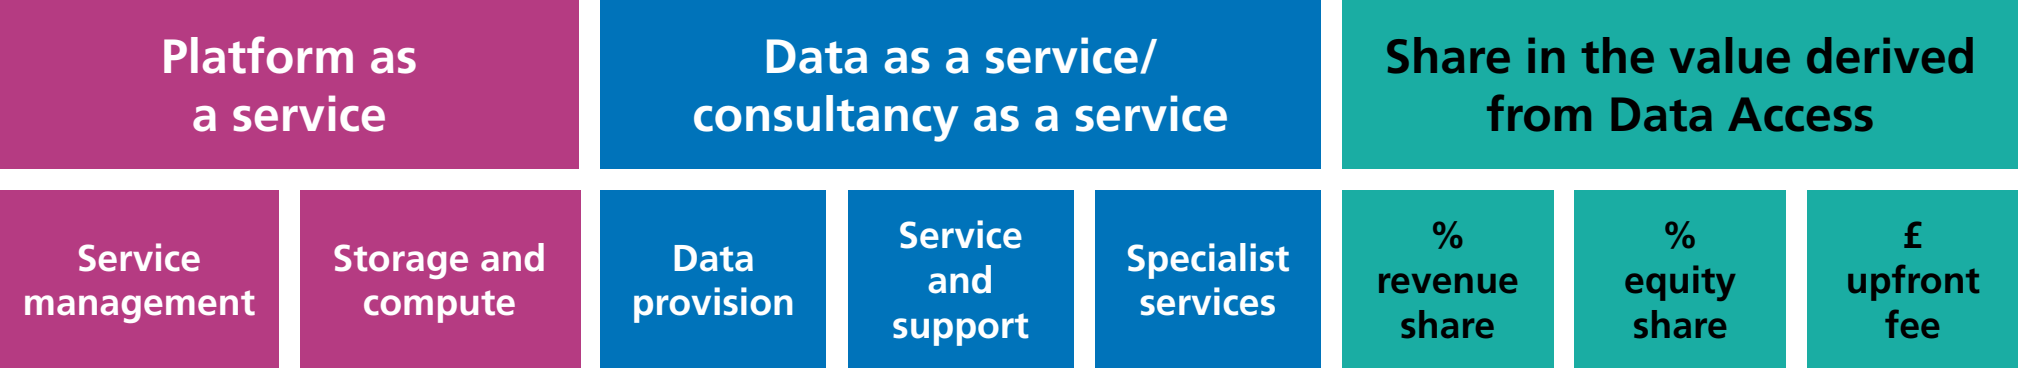 Platform as
a service
Data as a service/
consultancy as a service
Share in the value derived
from Data Access
Service
management
Storage and
compute
Data
provision
Service
and
support
Specialist
services
%
revenue
share
%
equity
share
£
upfront
fee